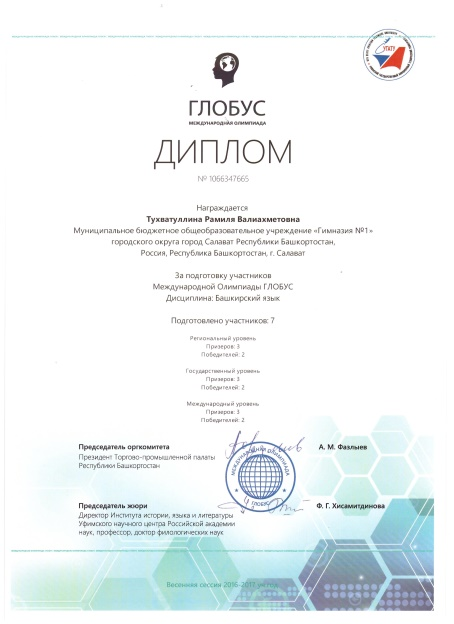 УГАТУ
ГЛОБУС
МЕЖДУНАРОДНАЯ ОЛИМПИАДА
ДИПЛОМ
№ 1066347665
Награждается
Тухватуллина Рамиля Валиахметовна
Муниципальное бюджетное общеобразовательное учреждение «Гимназия №1»
городского округа город Салават Республики Башкортостан,
Россия, Республика Башкортостан, г. Салават
За подготовку участников
Международной Олимпиады ГЛОБУС
Дисциплина: Башкирский язык
Подготовлено участников: 7
Региональный уровень
Призеров: 3
Победителей: 2
Государственный уровень
Призеров: 3
Победителей: 2
Международный уровень
Призеров: 3
Победителей: 2
Председатель оргкомитета
А. М. Фазлыев
Президент Торгово-промышленной палаты
Республики Башкортостан
МЕЖДУНАРОДНАЯ ОЛИМПИАДА
ГЛОБУС
Председатель жюри
Ф. Г. Хисамитдинова
Директор Института истории, языка и литературы
Уфимского научного центра Российской академии
наук, профессор, доктор филологических наук
Весенняя сессия 2016-2017 уч. год